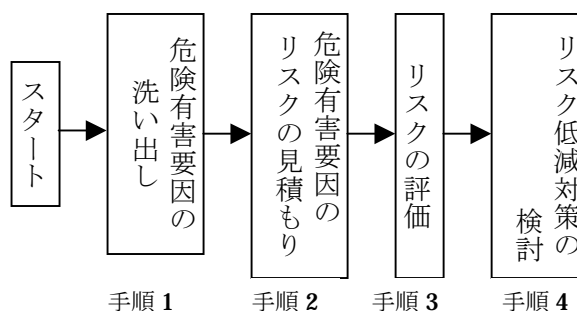 スタート
危険有害要因の
洗い出し
危険有害要因の
リスクの見積もり
リスクの評価
リスク低減対策の
検討
手順 1
手順 2
手順 3
手順 4